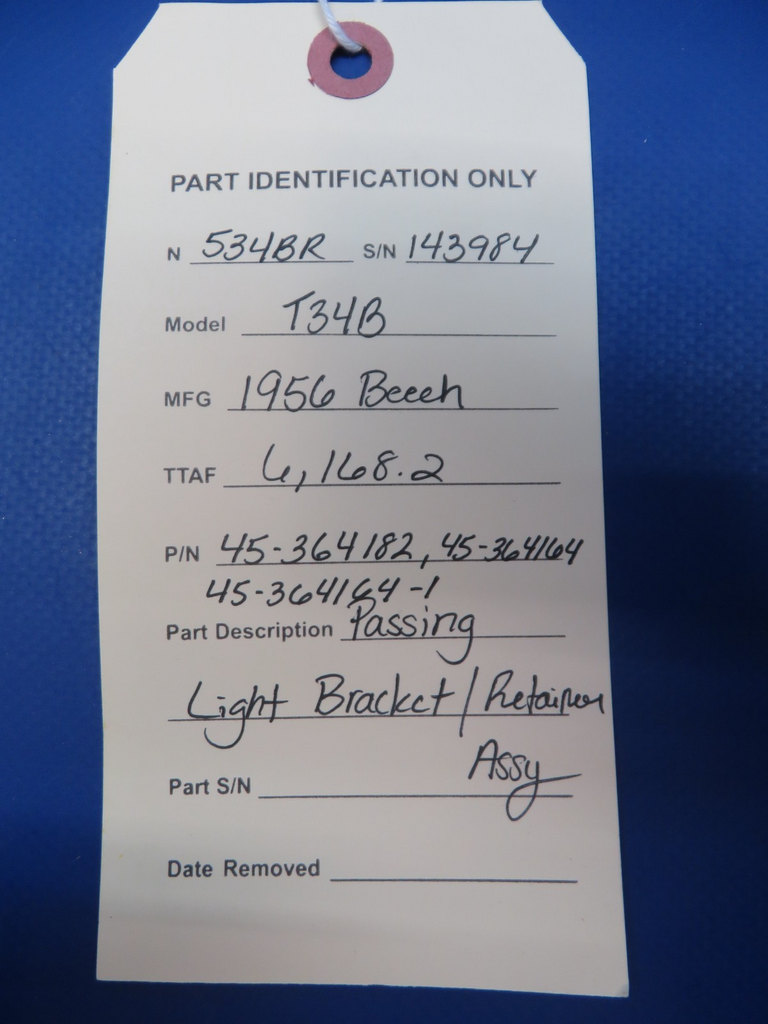 PART IDENTIFICATION ONLY
N 534BR S/N 143984
Model T34B
MFG 1956 Beech
TTAF 6,168.2
P/N 45-364182, 45-364164
45-364164-1
Part Description Passing
Light Bracket/Retainer
Assy
Part S/N
Date Removed